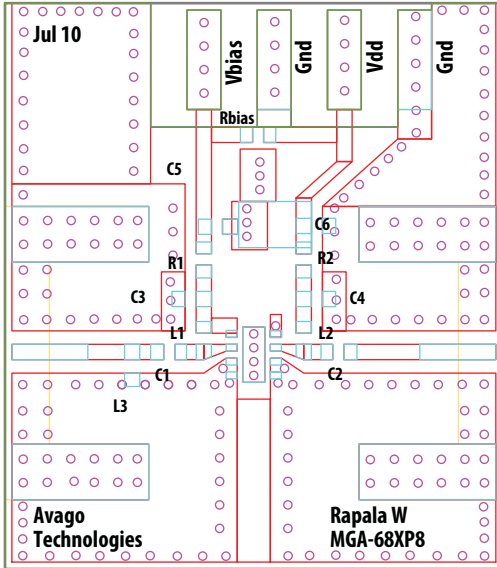 Jul 10
Vbias
Gnd
Vdd
Gnd
Rbias
C5
C6
R1
R2
C3
C4
L1
L2
C1
C2
L3
Avago
Technologies
Rapala W
MGA-68XP8